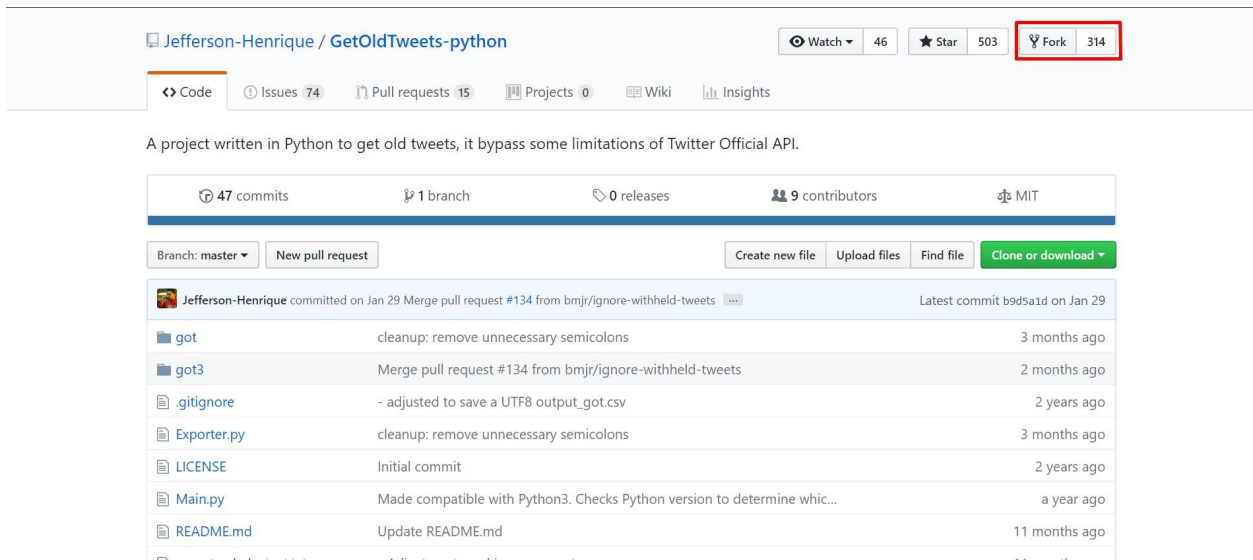 Jefferson-Henrique / GetOldTweets-python Watch 46 Star 503 Fork 314
Code Issues 74 Pull requests 15 Projects 0 Wiki Insights
A project written in Python to get old tweets, it bypass some limitations of Twitter Official API.
47 commits 1 branch 0 releases 9 contributors MIT
Branch: master New pull request Create new file Upload files Find file Clone or download
Jefferson-Henrique committed on Jan 29 Merge pull request #134 from bmjr/ignore-withheld-tweets ... Latest commit b9d5a1d on Jan 29
got cleanup: remove unnecessary semicolons 3 months ago
got3 Merge pull request #134 from bmjr/ignore-withheld-tweets 2 months ago
.gitignore - adjusted to save a UTF8 output_got.csv 2 years ago
Exporter.py cleanup: remove unnecessary semicolons 3 months ago
LICENSE Initial commit 2 years ago
Main.py Made compatible with Python3. Checks Python version to determine whic... a year ago
README.md Update README.md 11 months ago